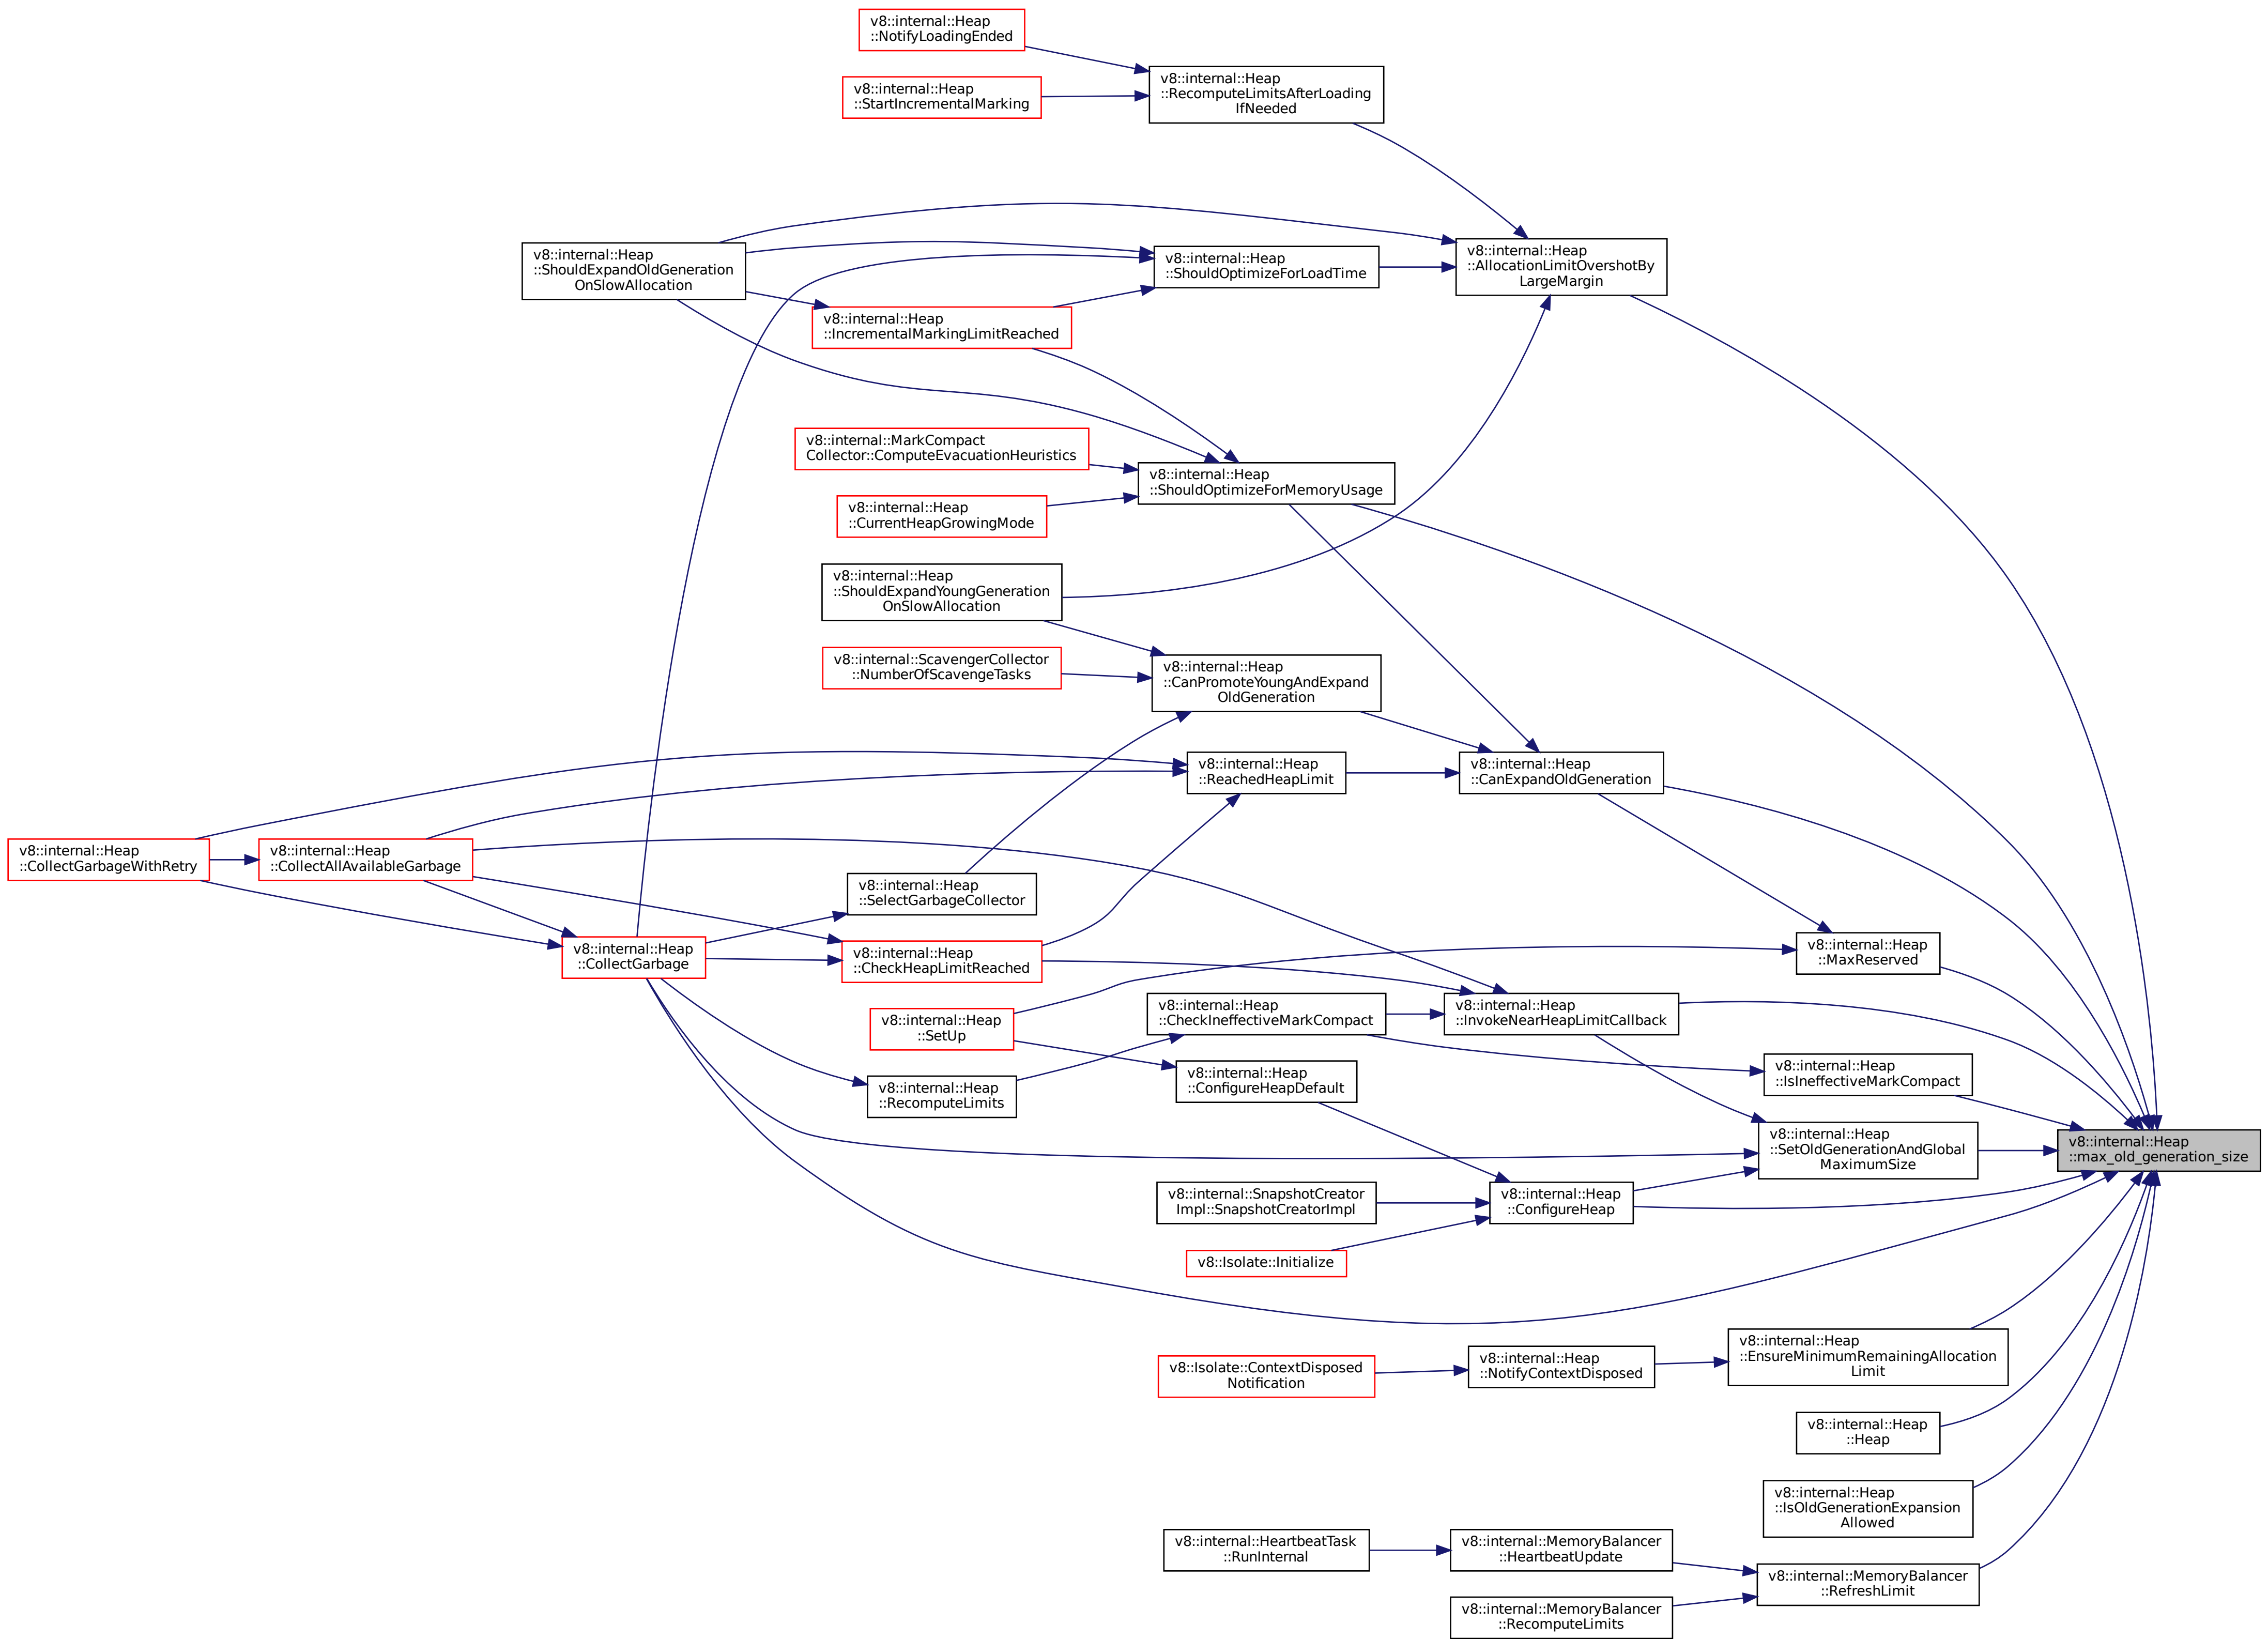 v8::internal::Heap
::NotifyLoadingEnded
v8::internal::Heap
::RecomputeLimitsAfterLoading
IfNeeded
v8::internal::Heap
::StartIncrementalMarking
v8::internal::Heap
::ShouldExpandOldGeneration
OnSlowAllocation
v8::internal::Heap
::ShouldOptimizeForLoadTime
v8::internal::Heap
::AllocationLimitOvershotBy
LargeMargin
v8::internal::Heap
::IncrementalMarkingLimitReached
v8::internal::MarkCompact
Collector::ComputeEvacuationHeuristics
v8::internal::Heap
::ShouldOptimizeForMemoryUsage
v8::internal::Heap
::CurrentHeapGrowingMode
v8::internal::Heap
::ShouldExpandYoungGeneration
OnSlowAllocation
v8::internal::ScavengerCollector
::NumberOfScavengeTasks
v8::internal::Heap
::CanPromoteYoungAndExpand
OldGeneration
v8::internal::Heap
::ReachedHeapLimit
v8::internal::Heap
::CanExpandOldGeneration
v8::internal::Heap
::CollectGarbageWithRetry
v8::internal::Heap
::CollectAllAvailableGarbage
v8::internal::Heap
::SelectGarbageCollector
v8::internal::Heap
::CollectGarbage
v8::internal::Heap
::CheckHeapLimitReached
v8::internal::Heap
::MaxReserved
v8::internal::Heap
::SetUp
v8::internal::Heap
::CheckIneffectiveMarkCompact
v8::internal::Heap
::InvokeNearHeapLimitCallback
v8::internal::Heap
::RecomputeLimits
v8::internal::Heap
::ConfigureHeapDefault
v8::internal::Heap
::IsIneffectiveMarkCompact
v8::internal::Heap
::SetOldGenerationAndGlobal
MaximumSize
v8::internal::Heap
::max_old_generation_size
v8::internal::SnapshotCreator
Impl::SnapshotCreatorImpl
v8::internal::Heap
::ConfigureHeap
v8::Isolate::Initialize
v8::Isolate::ContextDisposed
Notification
v8::internal::Heap
::NotifyContextDisposed
v8::internal::Heap
::EnsureMinimumRemainingAllocation
Limit
v8::internal::Heap
::Heap
v8::internal::Heap
::IsOldGenerationExpansion
Allowed
v8::internal::HeartbeatTask
::RunInternal
v8::internal::MemoryBalancer
::HeartbeatUpdate
v8::internal::MemoryBalancer
::RefreshLimit
v8::internal::MemoryBalancer
::RecomputeLimits